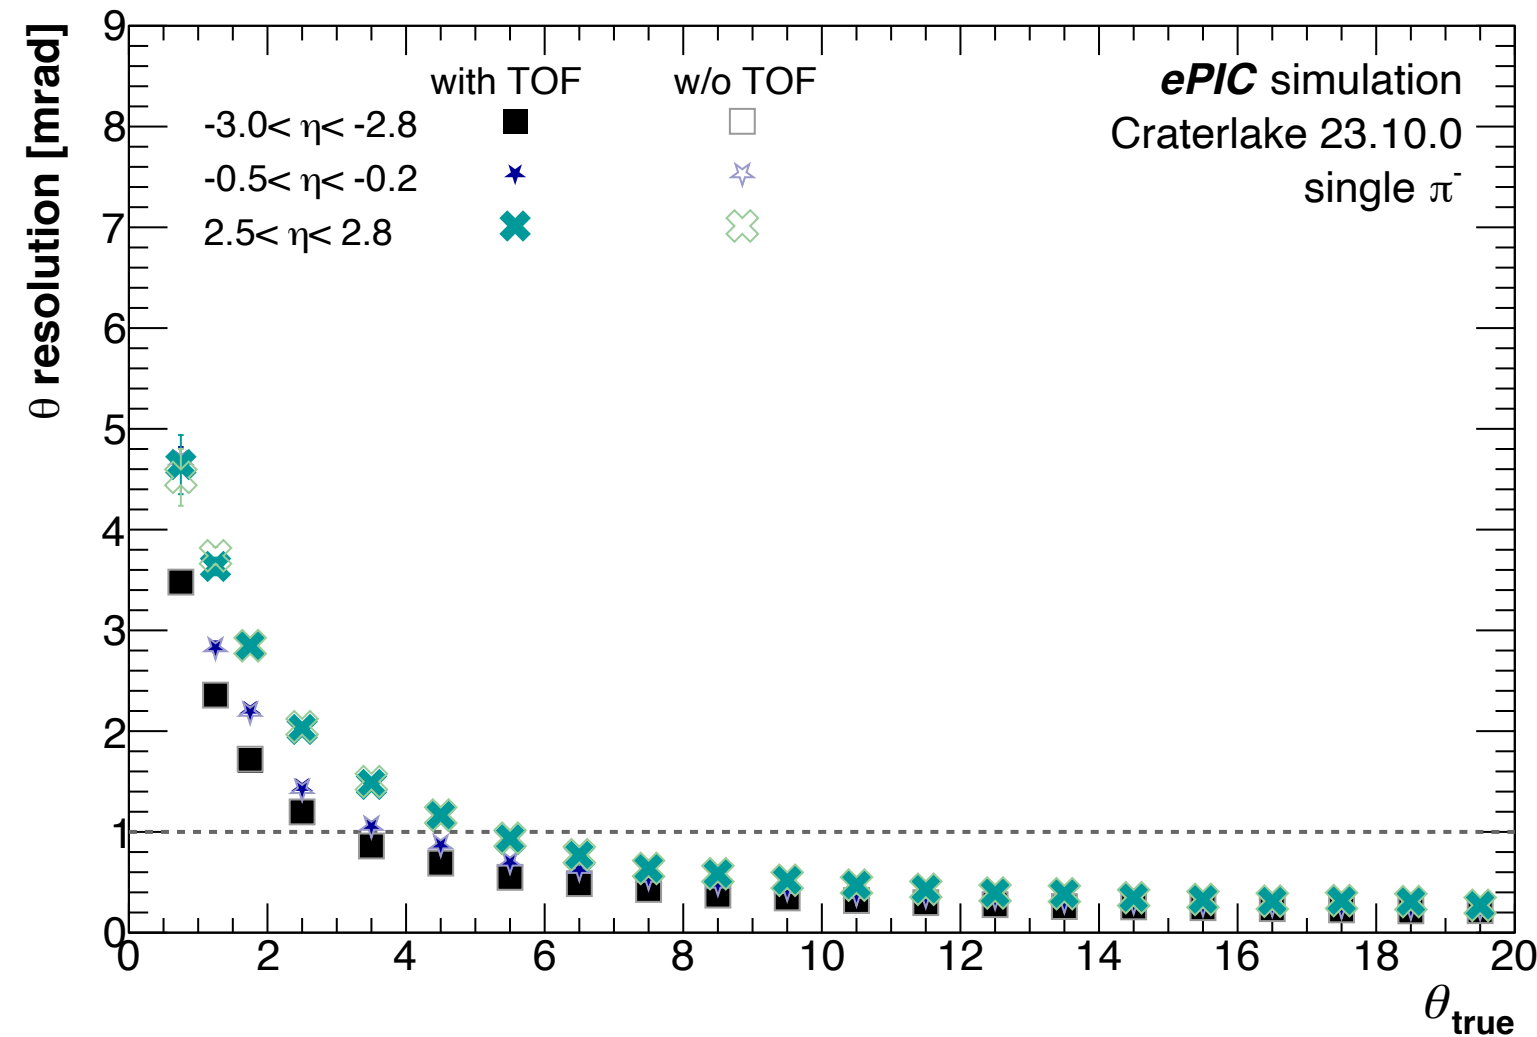 with TOF w/o TOF
-3.0< η< -2.8
-0.5< η< -0.2
2.5< η< 2.8
ePIC simulation
Craterlake 23.10.0
single π-
θ resolution [mrad]
9
8
7
6
5
4
3
2
1
0
0 2 4 6 8 10 12 14 16 18 20
θtrue